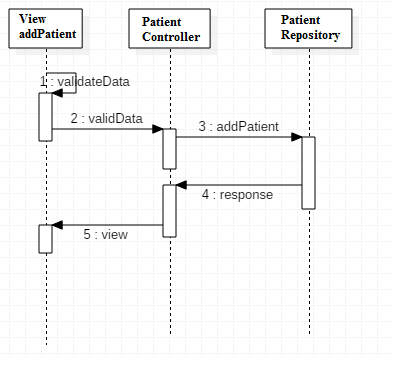 View
addPatient
Patient
Controller
Patient
Repository
1 : validateData
2 : validData
3 : addPatient
4 : response
5 : view